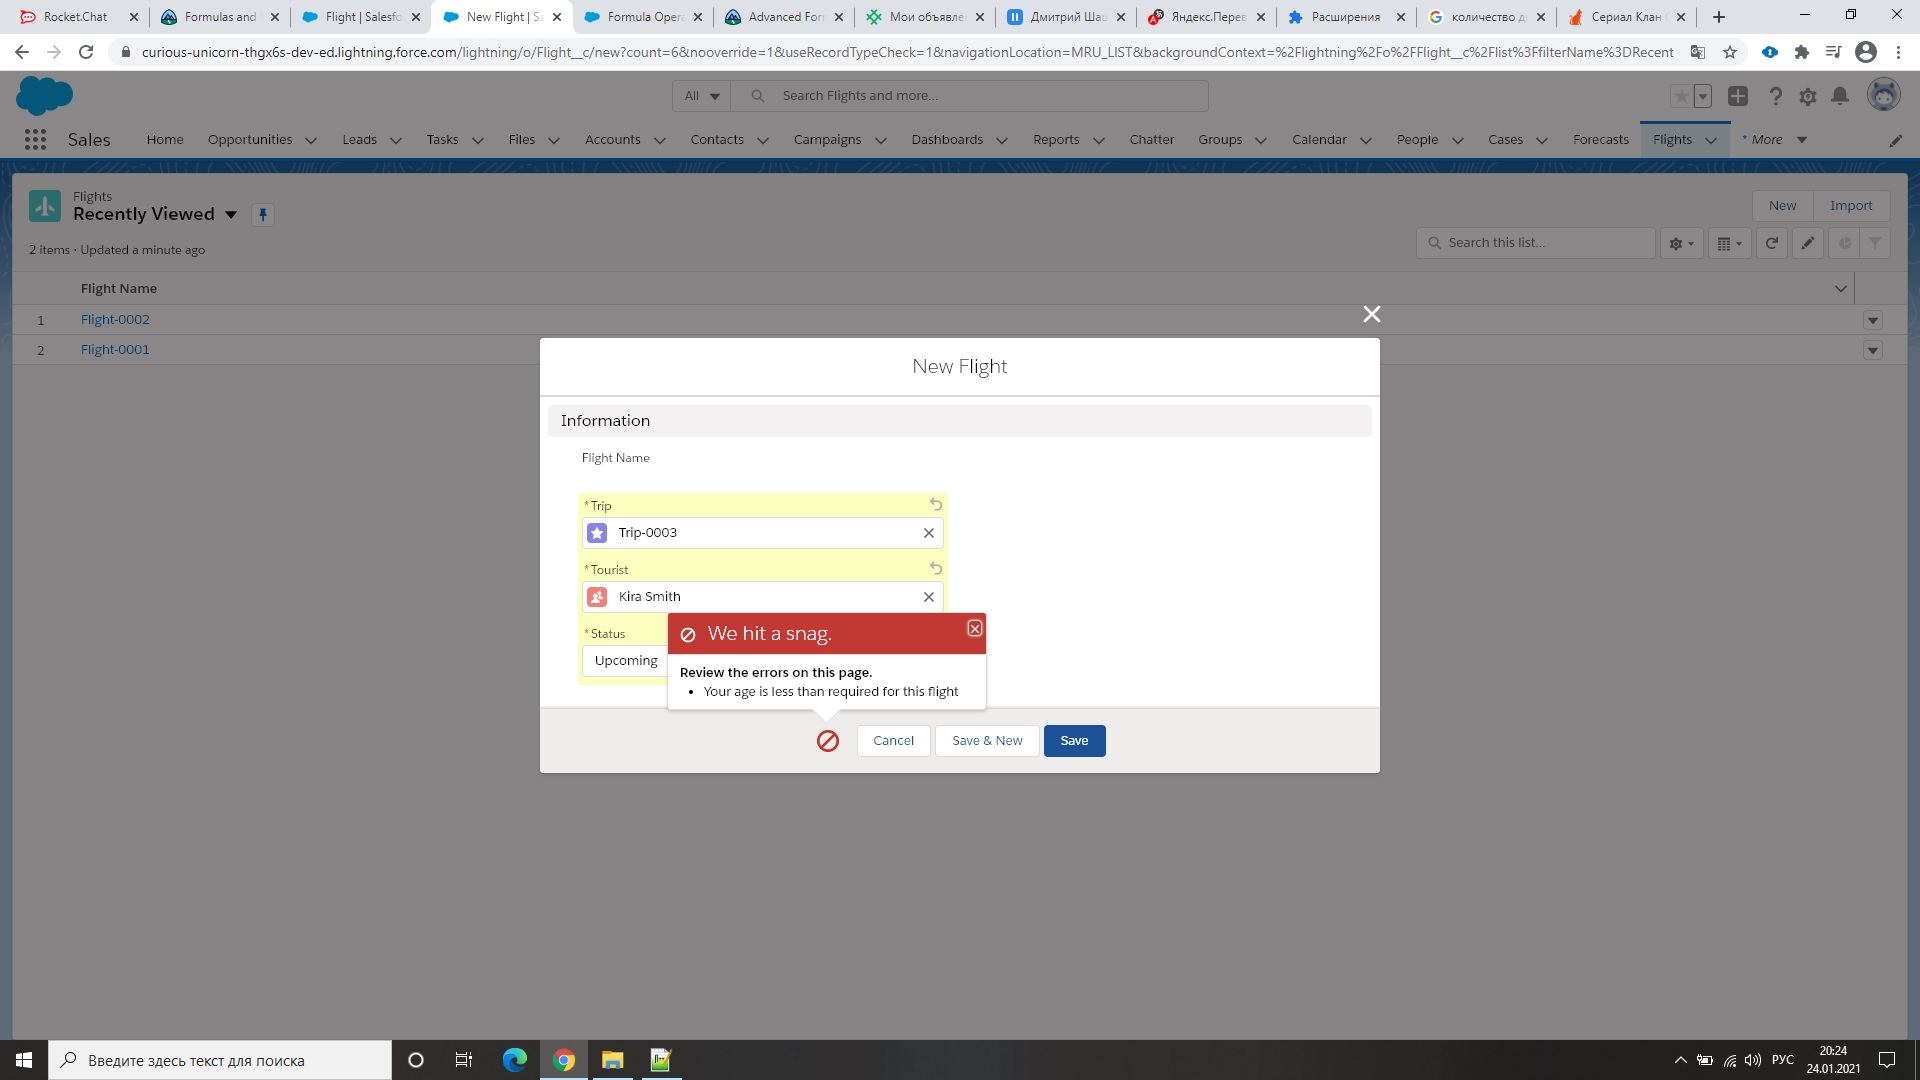 Rocket.Chat
Formulas and
Flight | Salesfo
New Flight | S
Formula Oper
Advanced For
Мои объявле
Дмитрий Шаш
Яндекс.Перев
Расширения
количество д
Сериал Клан
curious-unicorn-thgx6s-dev-ed.lightning.force.com/lightning/o/Flight__c/new?count=6&nooverride=1&useRecordTypeCheck=1&navigationLocation=MRU_LIST&backgroundContext=%2Flightning%2Fo%2FFlight__c%2Flist%3FfilterName%3DRecent
All
Search Flights and more...
Sales
Home
Opportunities
Leads
Tasks
Files
Accounts
Contacts
Campaigns
Dashboards
Reports
Chatter
Groups
Calendar
People
Cases
Forecasts
Flights
* More
Flights
Recently Viewed
New
Import
2 items • Updated a minute ago
Search this list...
Flight Name
1 Flight-0002
2 Flight-0001
New Flight
Information
Flight Name
* Trip
Trip-0003
* Tourist
Kira Smith
* Status
Upcoming
We hit a snag.
Review the errors on this page.
• Your age is less than required for this flight
Cancel
Save & New
Save
Введите здесь текст для поиска
РУС
20:24
24.01.2021